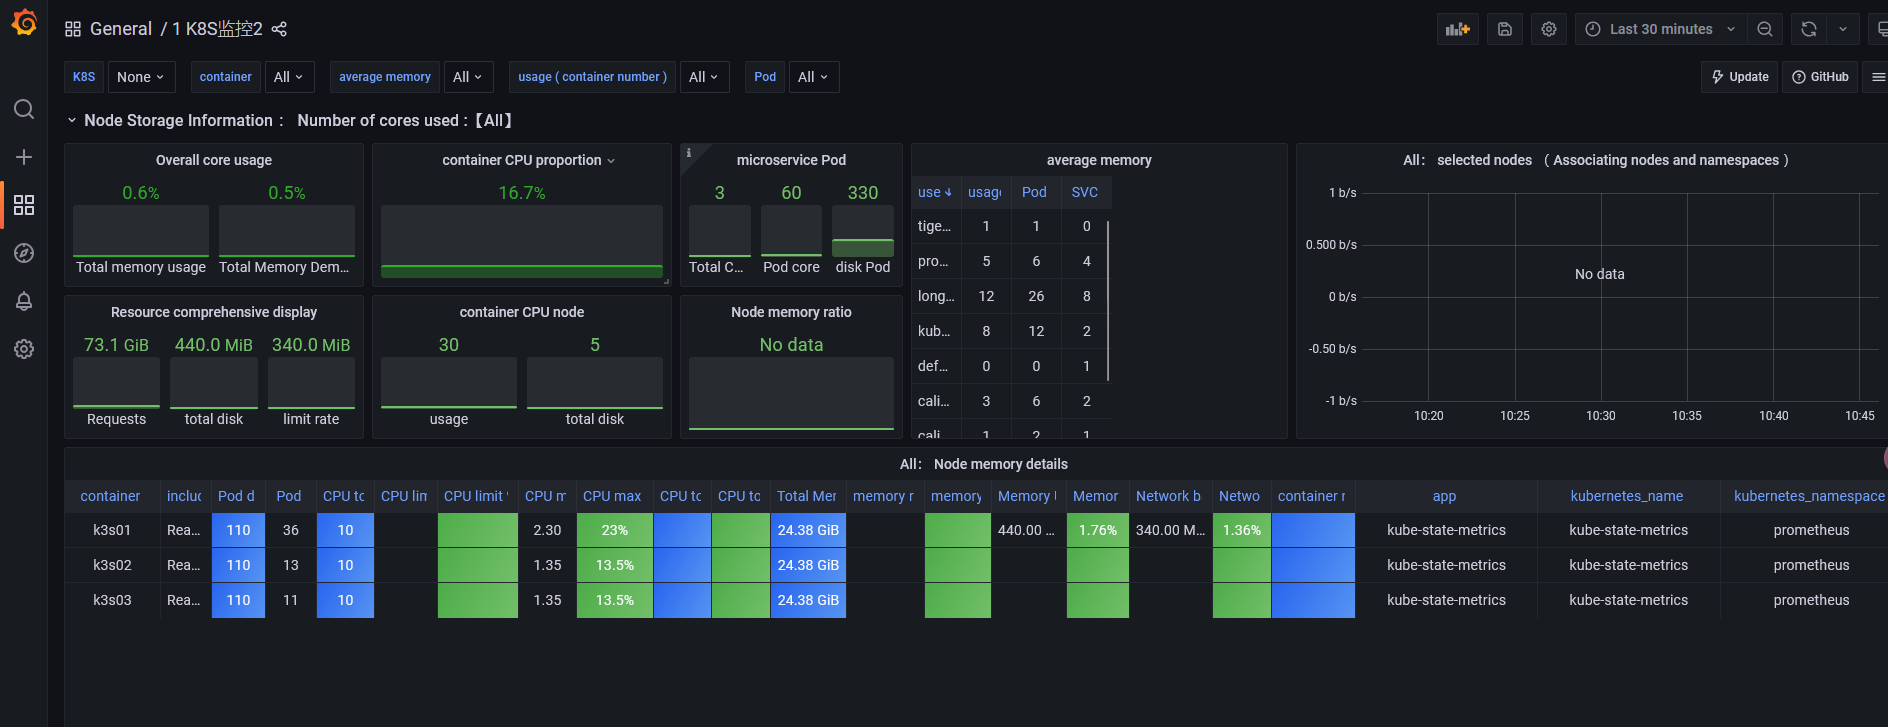 General / 1 K8S监控2
Last 30 minutes
K8S None container All average memory All usage ( container number ) All Pod All Update GitHub
Node Storage Information： Number of cores used :【All】
Overall core usage
0.6% 0.5%
Total memory usage Total Memory Dem...
container CPU proportion
16.7%
microservice Pod
3 60 330
Total C... Pod core disk Pod
Resource comprehensive display
73.1 GiB 440.0 MiB 340.0 MiB
Requests total disk limit rate
container CPU node
30 5
usage total disk
Node memory ratio
No data
average memory
use usage Pod SVC
tige... 1 1 0
pro... 5 6 4
long... 12 26 8
kub... 8 12 2
def... 0 0 1
cali... 3 6 2
cali 1 2 1
All： selected nodes （ Associating nodes and namespaces ）
1 b/s
0.500 b/s
No data
0 b/s
-0.50 b/s
-1 b/s
10:20 10:25 10:30 10:35 10:40 10:45
All： Node memory details
container incluc Pod d Pod CPU tc CPU lim CPU limit CPU m CPU max CPU tc CPU tc Total Mer memory r memory Memory Memor Network b Netwo container r app kubernetes_name kubernetes_namespace
k3s01 Rea... 110 36 10 2.30 23% 24.38 GiB 440.00 ... 1.76% 340.00 M... 1.36% kube-state-metrics kube-state-metrics prometheus
k3s02 Rea... 110 13 10 1.35 13.5% 24.38 GiB kube-state-metrics kube-state-metrics prometheus
k3s03 Rea... 110 11 10 1.35 13.5% 24.38 GiB kube-state-metrics kube-state-metrics prometheus